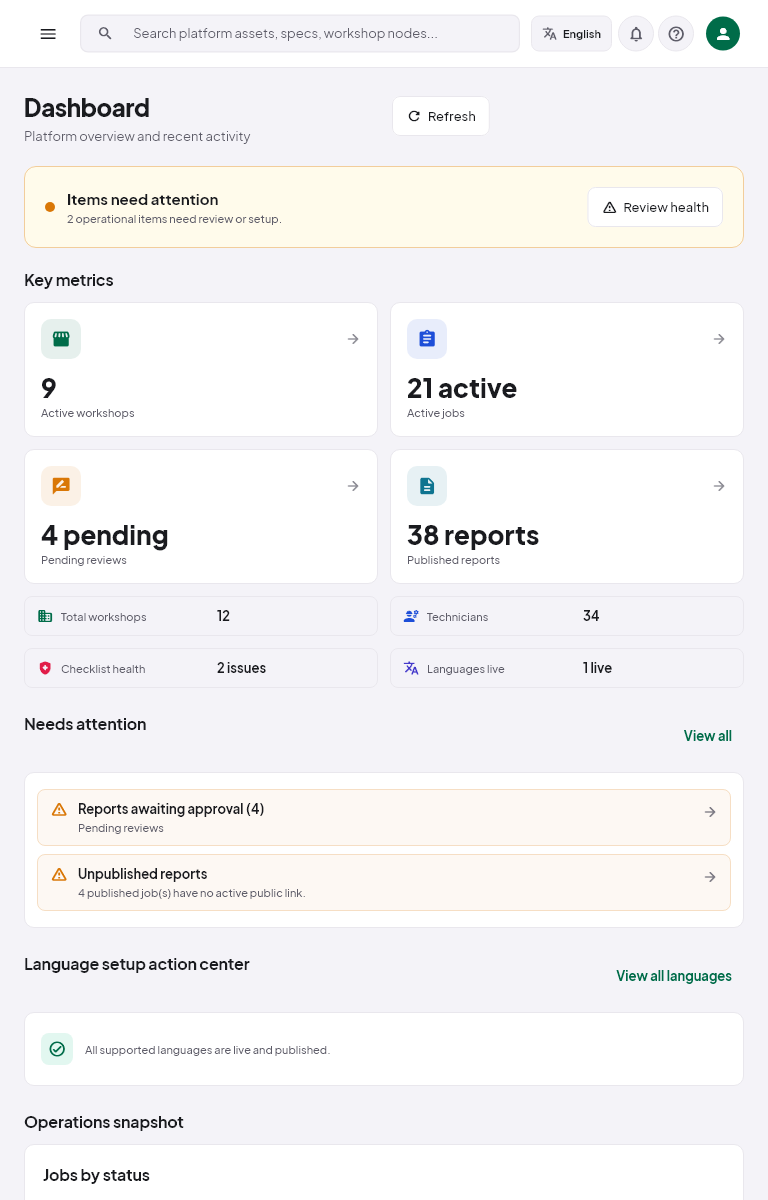 Search platform assets, specs, workshop nodes...
English
Dashboard
Refresh
Platform overview and recent activity
Items need attention
2 operational items need review or setup.
Review health
Key metrics
9
Active workshops
21 active
Active jobs
4 pending
Pending reviews
38 reports
Published reports
Total workshops 12
Technicians 34
Checklist health 2 issues
Languages live 1 live
Needs attention
View all
Reports awaiting approval (4)
Pending reviews
Unpublished reports
4 published job(s) have no active public link.
Language setup action center
View all languages
All supported languages are live and published.
Operations snapshot
Jobs by status